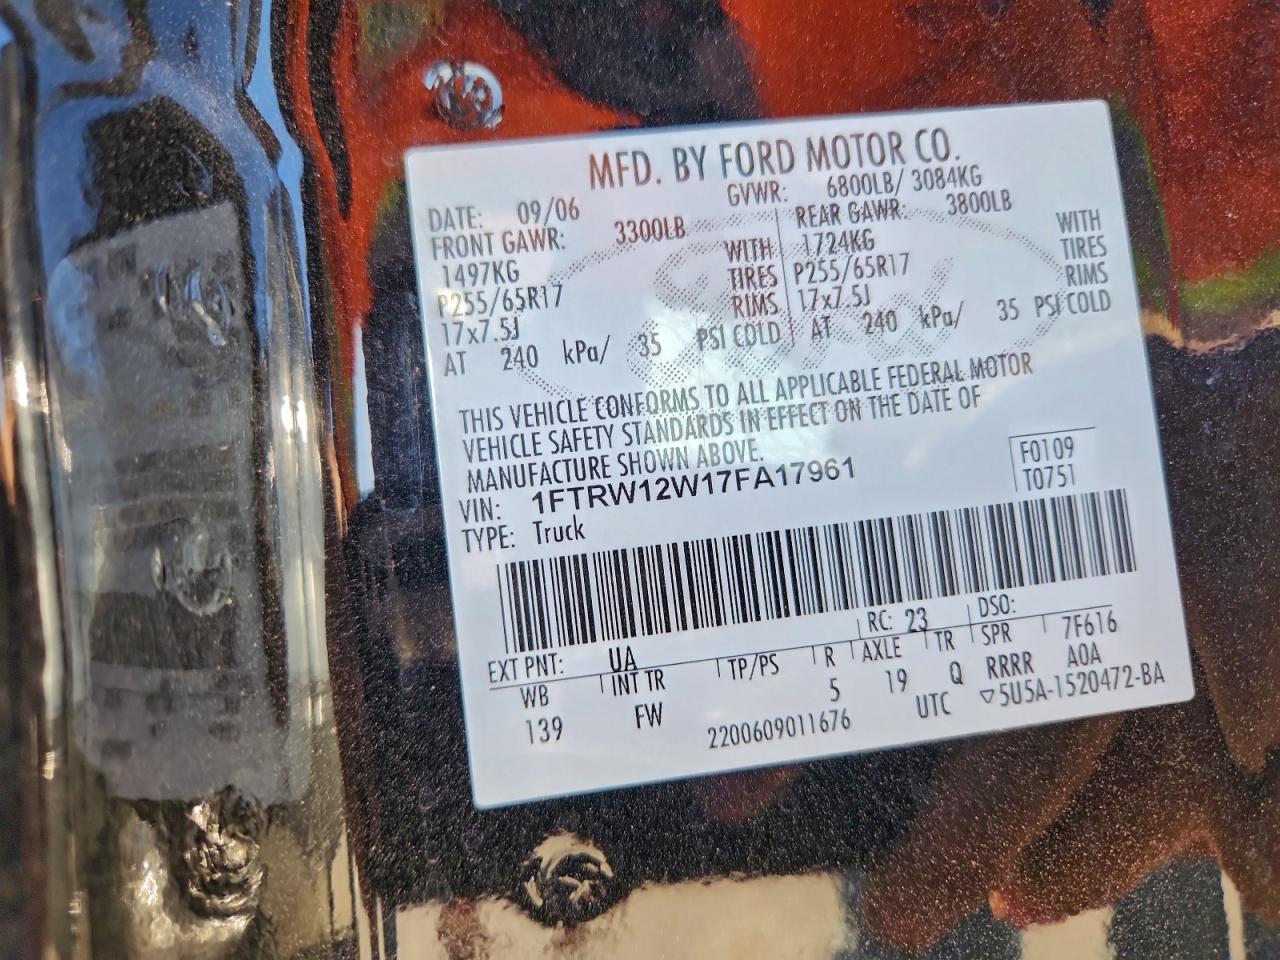 MFD. BY FORD MOTOR CO.
DATE: 09/06 GVWR: 6800LB/ 3084KG
FRONT GAWR: 3300LB REAR GAWR: 3800LB
1497KG WITH 1724KG WITH
P255/65R17 TIRES P255/65R17 TIRES
17x7.5J RIMS 17x7.5J RIMS
AT 240 kPa/ 35 PSI COLD AT 240 kPa/ 35 PSI COLD
THIS VEHICLE CONFORMS TO ALL APPLICABLE FEDERAL MOTOR
VEHICLE SAFETY STANDARDS IN EFFECT ON THE DATE OF
MANUFACTURE SHOWN ABOVE.
VIN: 1FTRW12W17FA17961 F0109
TYPE: Truck T0751
EXT PNT: UA RC: 23 DSO:
WB INT TR TP/PS R AXLE TR SPR 7F616
139 FW 5 19 Q RRRR A0A
2200609011676 UTC ▽5U5A-1520472-BA